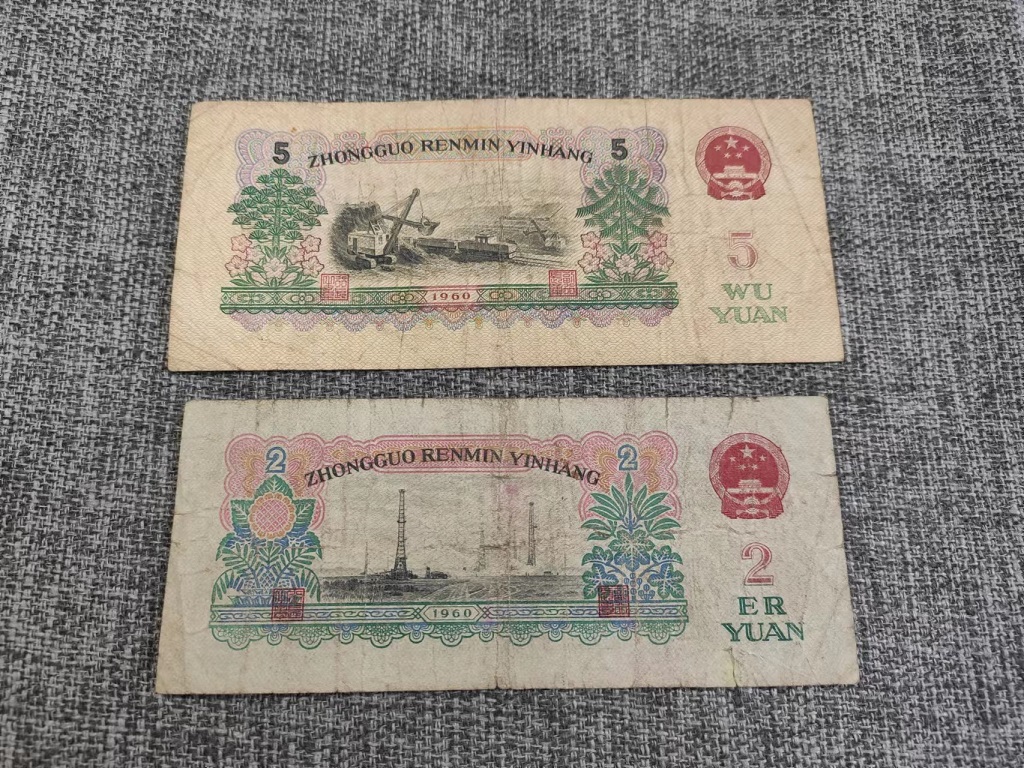 5 ZHONGGUO RENMIN YINHANG 5
1960
5
WU
YUAN
2 ZHONGGUO RENMIN YINHANG 2
1960
2
ER
YUAN